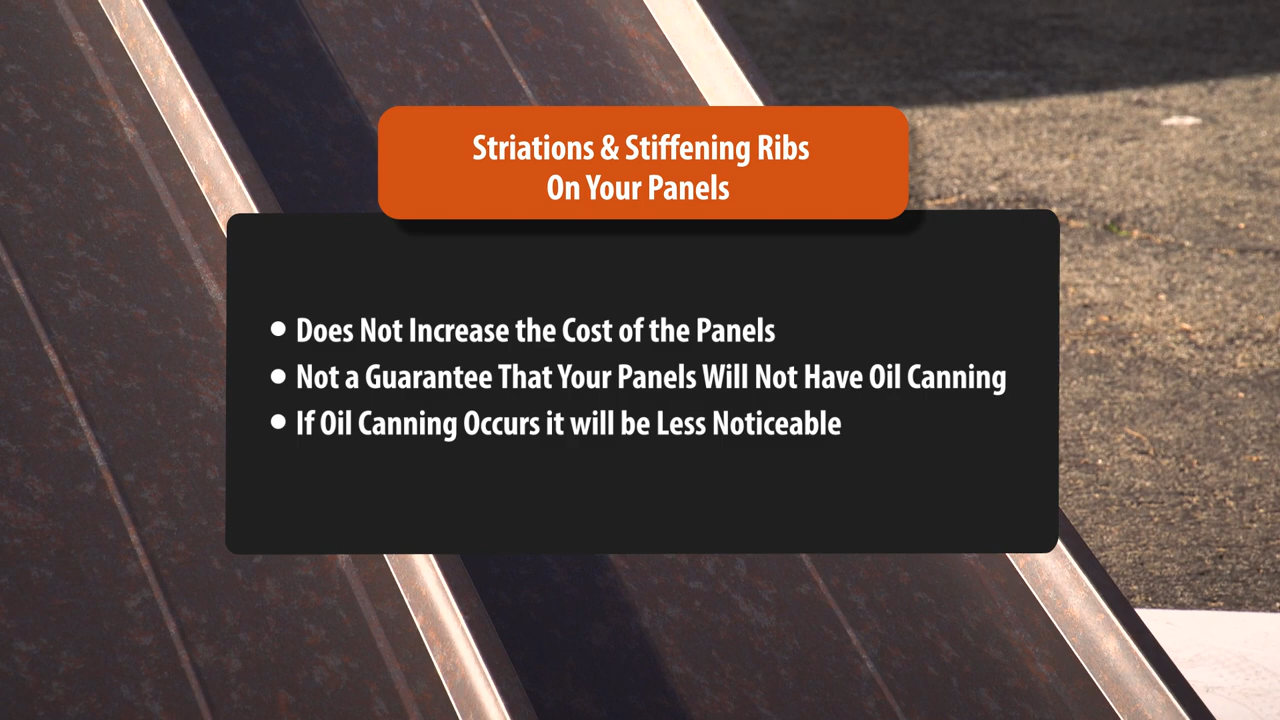 Striations & Stiffening Ribs
On Your Panels
• Does Not Increase the Cost of the Panels
• Not a Guarantee That Your Panels Will Not Have Oil Canning
• If Oil Canning Occurs it will be Less Noticeable